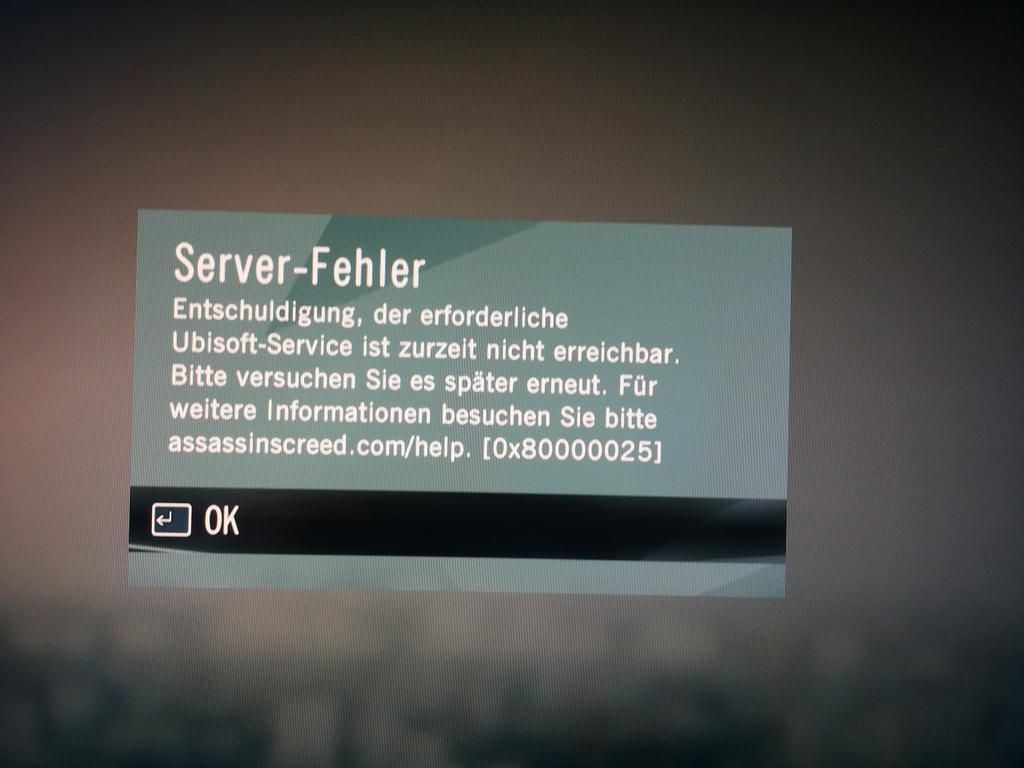 Server-Fehler
Entschuldigung, der erforderliche
Ubisoft-Service ist zurzeit nicht erreichbar.
Bitte versuchen Sie es später erneut. Für
weitere Informationen besuchen Sie bitte
assassinscreed.com/help. [0x80000025]
OK